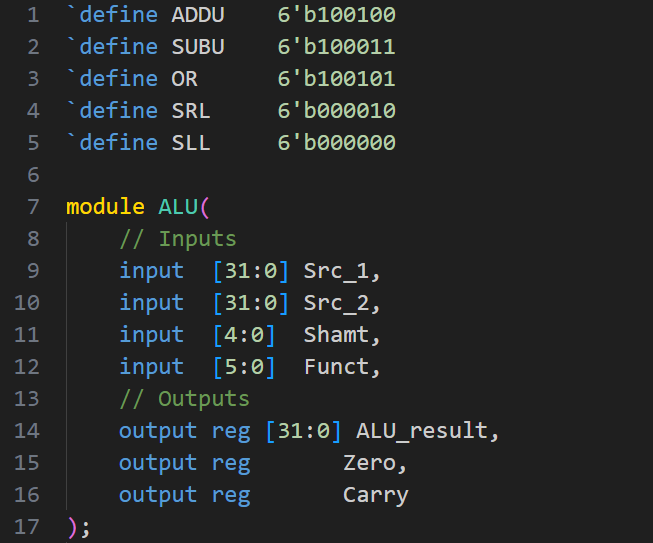 1 `define ADDU    6'b100100
2 `define SUBU    6'b100011
3 `define OR      6'b100101
4 `define SRL     6'b000010
5 `define SLL     6'b000000
6
7 module ALU(
8     // Inputs
9     input  [31:0] Src_1,
10     input  [31:0] Src_2,
11     input  [4:0]  Shamt,
12     input  [5:0]  Funct,
13     // Outputs
14     output reg [31:0] ALU_result,
15     output reg       Zero,
16     output reg       Carry
17 );